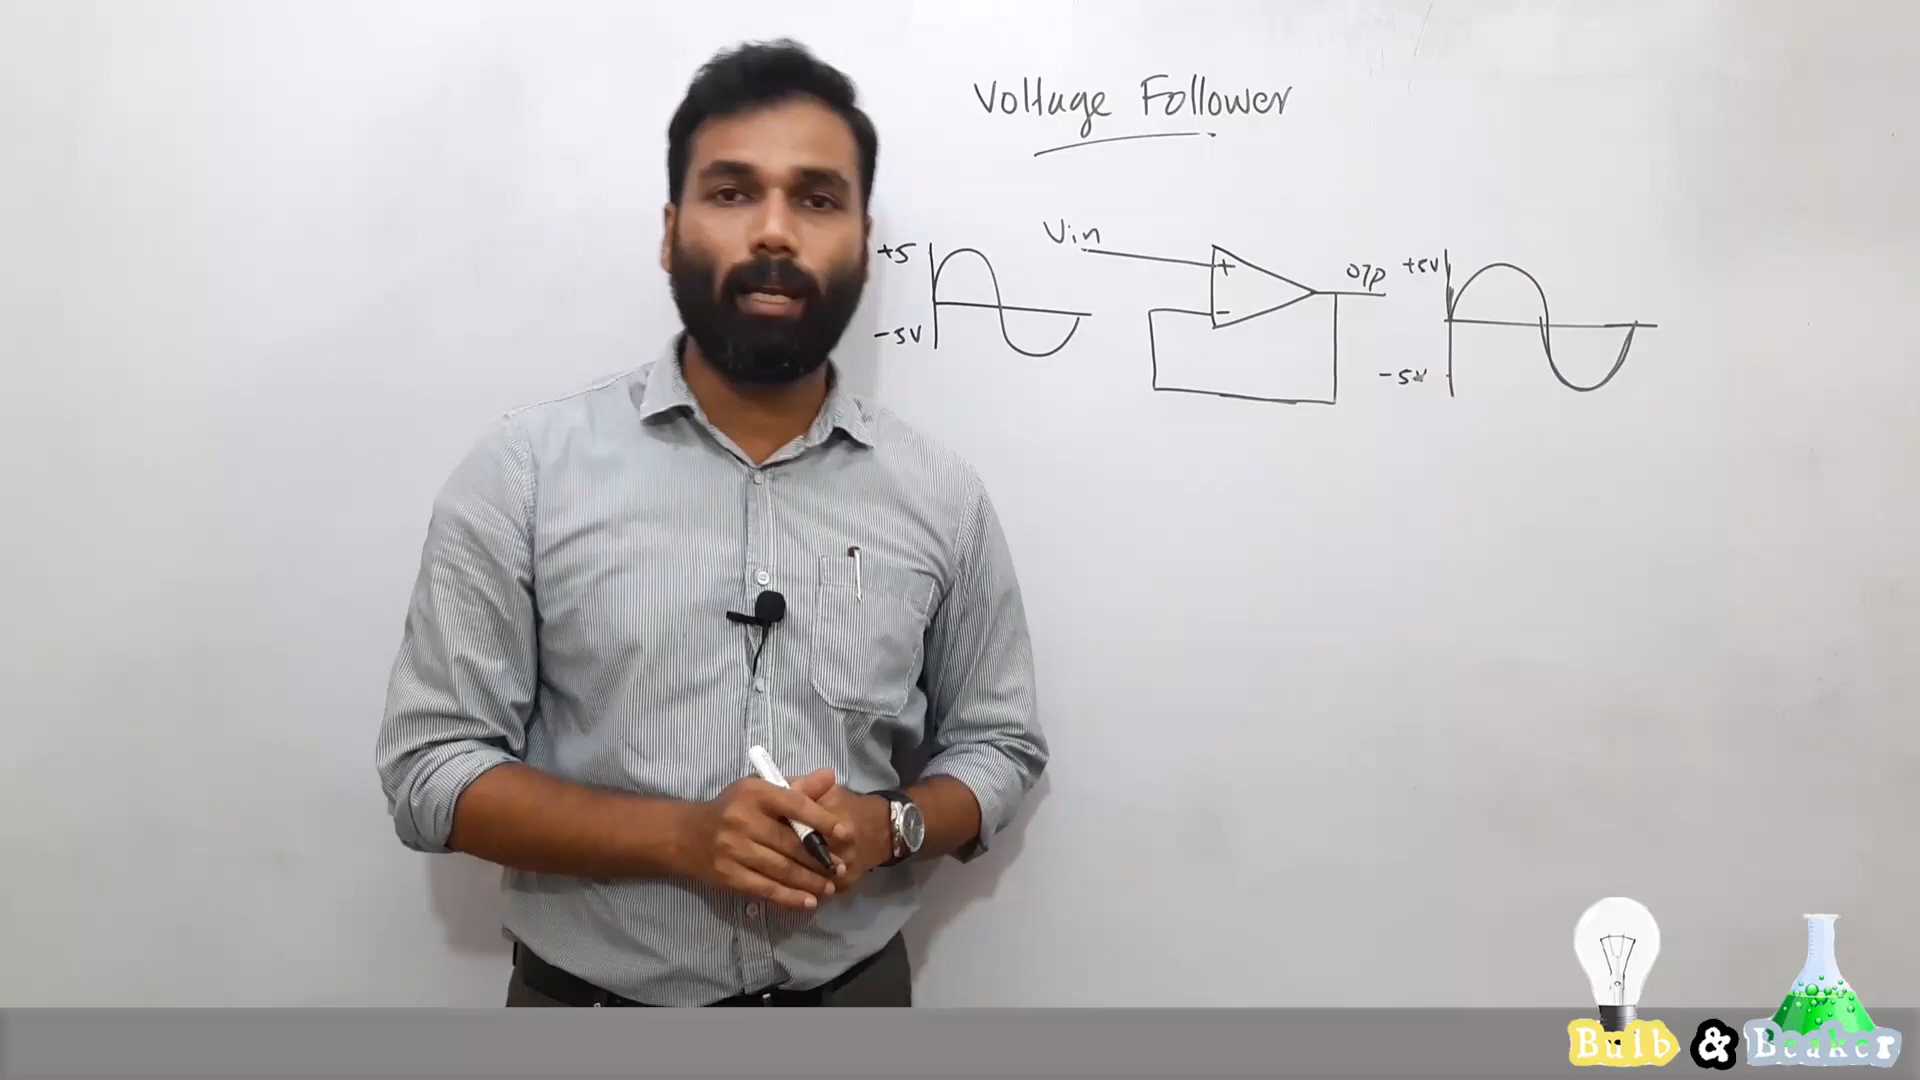 Voltage Follower
Vin
+5
-5V
+
-
O/P
+5V
-5V
Bulb & Beaker